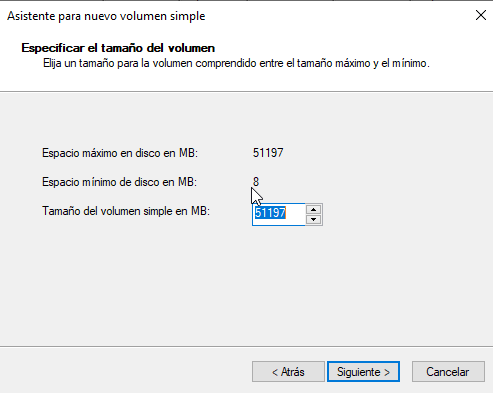 Asistente para nuevo volumen simple
Especificar el tamaño del volumen
Elija un tamaño para la volumen comprendido entre el tamaño máximo y el mínimo.
Espacio máximo en disco en MB: 51197
Espacio mínimo de disco en MB: 8
Tamaño del volumen simple en MB: 51197
< Atrás Siguiente > Cancelar